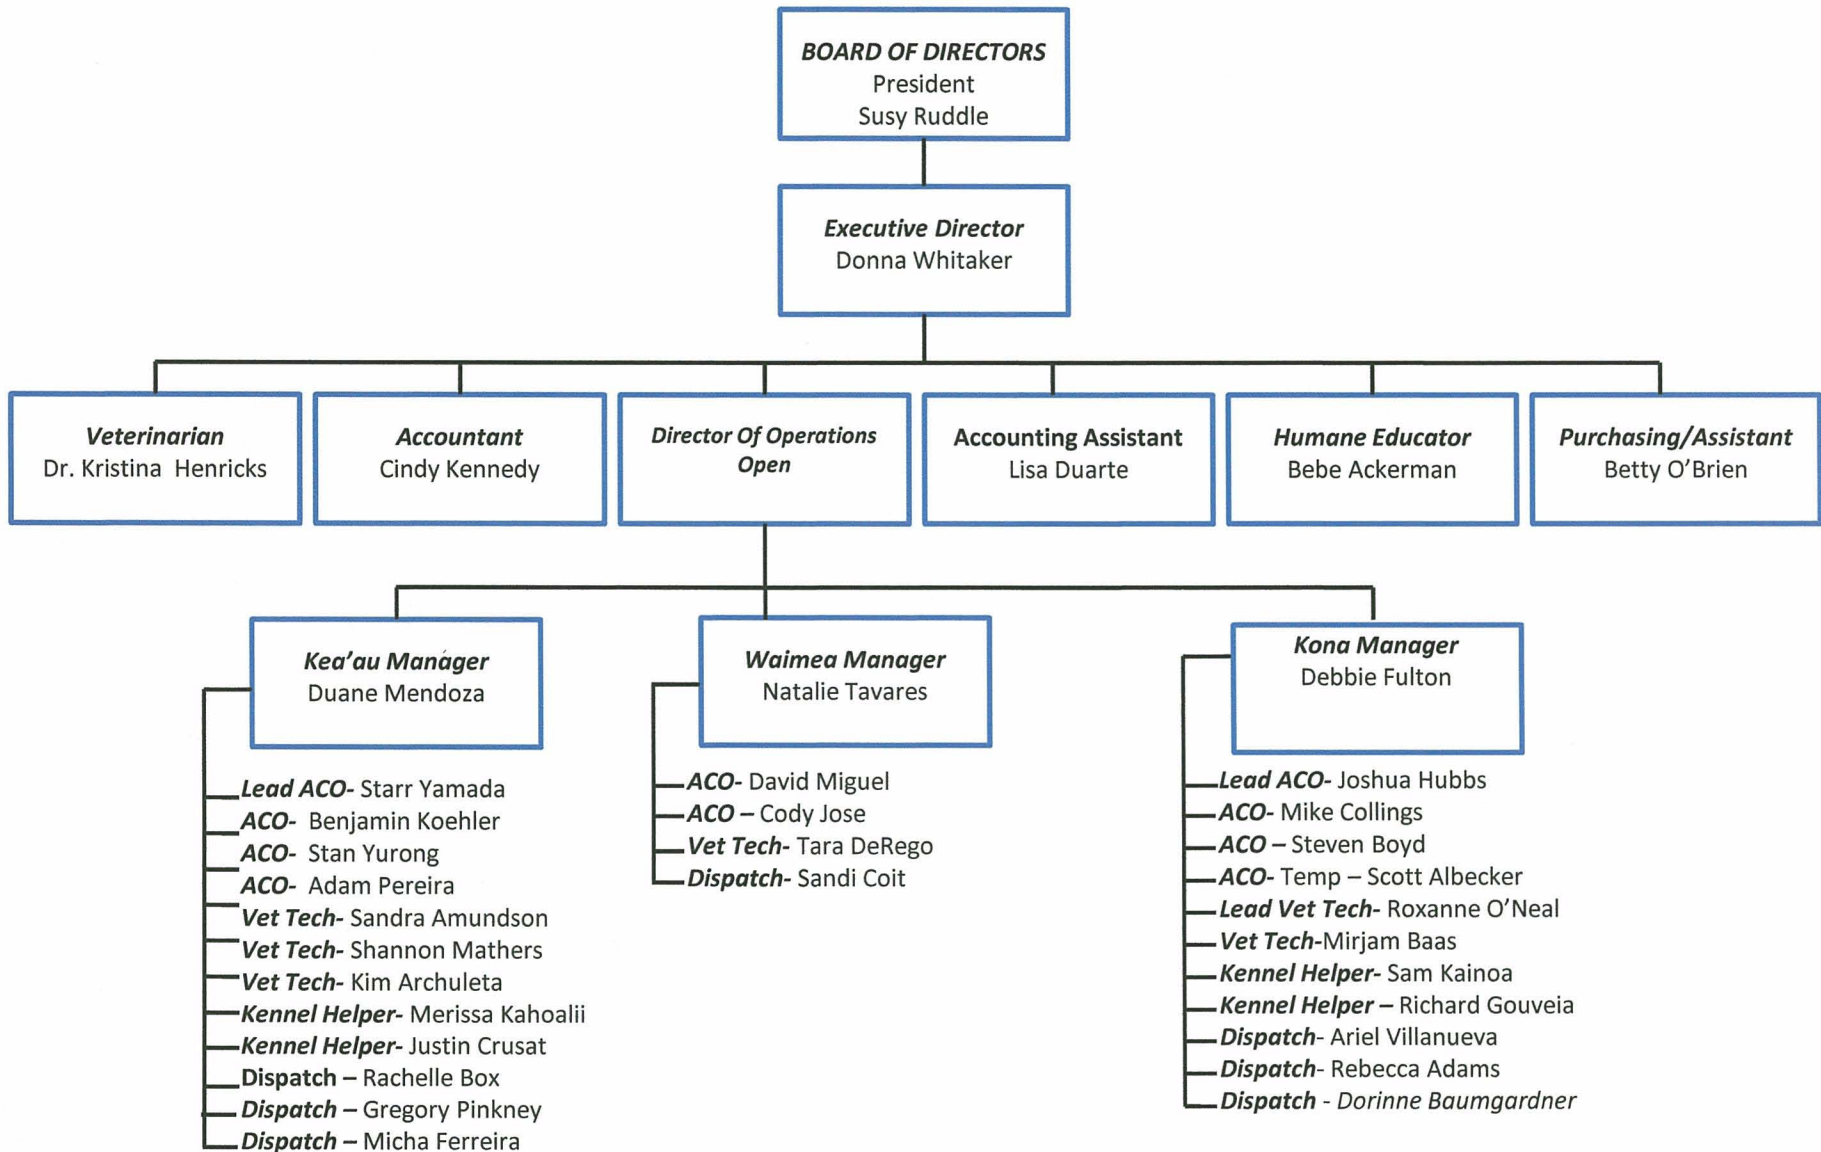 BOARD OF DIRECTORS
President
Susy Ruddle
Executive Director
Donna Whitaker
Veterinarian
Dr. Kristina Henricks
Accountant
Cindy Kennedy
Director Of Operations
Open
Accounting Assistant
Lisa Duarte
Humane Educator
Bebe Ackerman
Purchasing/Assistant
Betty O’Brien
Kea’au Manager
Duane Mendoza
Lead ACO- Starr Yamada
ACO- Benjamin Koehler
ACO- Stan Yurong
ACO- Adam Pereira
Vet Tech- Sandra Amundson
Vet Tech- Shannon Mathers
Vet Tech- Kim Archuleta
Kennel Helper- Merissa Kahoalii
Kennel Helper- Justin Crusat
Dispatch – Rachelle Box
Dispatch – Gregory Pinkney
Dispatch – Micha Ferreira
Waimea Manager
Natalie Tavares
ACO- David Miguel
ACO – Cody Jose
Vet Tech- Tara DeRego
Dispatch- Sandi Coit
Kona Manager
Debbie Fulton
Lead ACO- Joshua Hubbs
ACO- Mike Collings
ACO – Steven Boyd
ACO- Temp – Scott Albecker
Lead Vet Tech- Roxanne O’Neal
Vet Tech-Mirjam Baas
Kennel Helper- Sam Kainoa
Kennel Helper – Richard Gouveia
Dispatch- Ariel Villanueva
Dispatch- Rebecca Adams
Dispatch - Dorinne Baumgardner